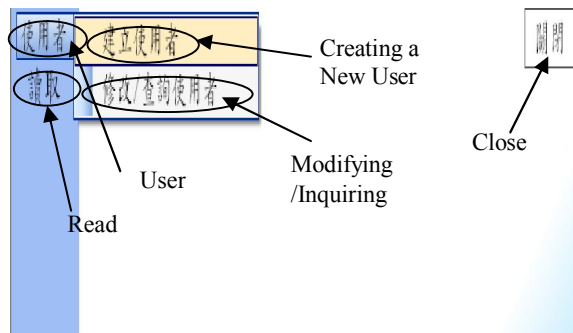 使用者 建立使用者
Creating a
New User
關閉
讀取 修改/查詢使用者
Modifying
/Inquiring
Close
User
Read